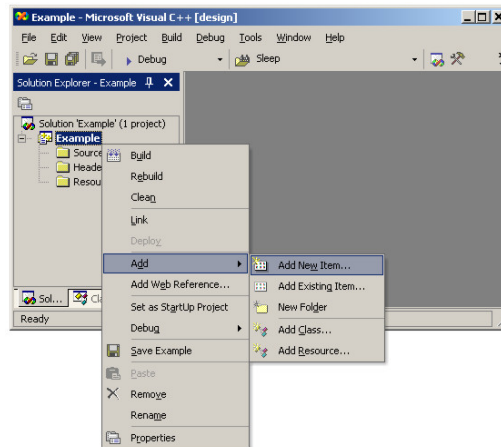 Example - Microsoft Visual C++ [design]
File Edit View Project Build Debug Tools Window Help
Debug Sleep
Solution Explorer - Example
Solution 'Example' (1 project)
Example
Source
Heade
Resou
Build
Rebuild
Clean
Link
Deploy
Add
Add Web Reference...
Set as StartUp Project
Debug
Save Example
Paste
Remove
Rename
Properties
Add New Item...
Add Existing Item...
New Folder
Add Class...
Add Resource...
Sol... Cla
Ready